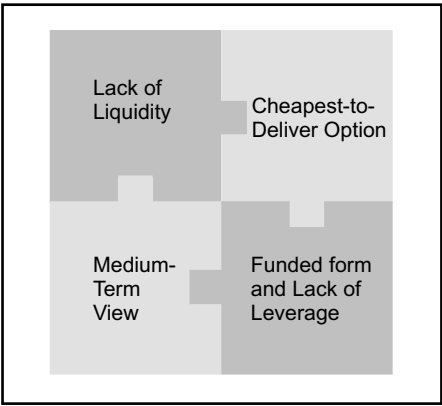 Lack of
Liquidity
Cheapest-to-
Deliver Option
Medium-
Term
View
Funded form
and Lack of
Leverage